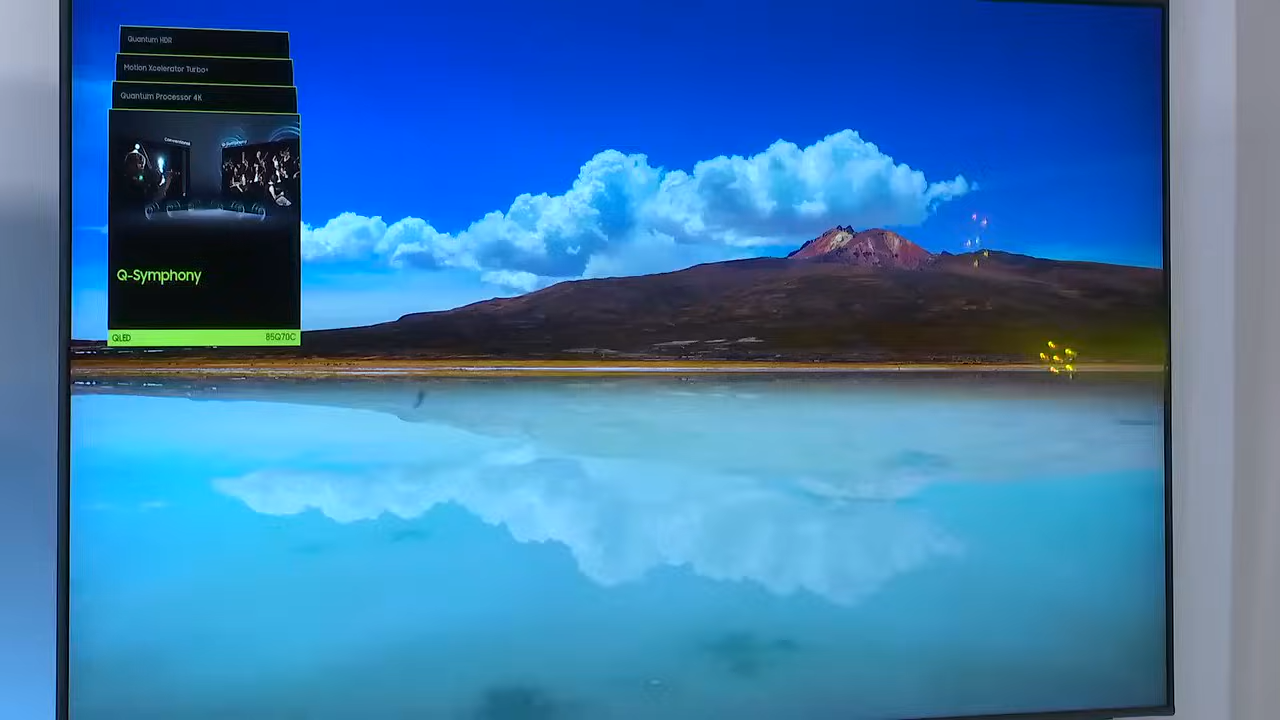 Quantum HDR
Motion Xcelerator Turbo+
Quantum Processor 4K
Conventional
Q-Symphony
Q-Symphony
QLED
85Q70C